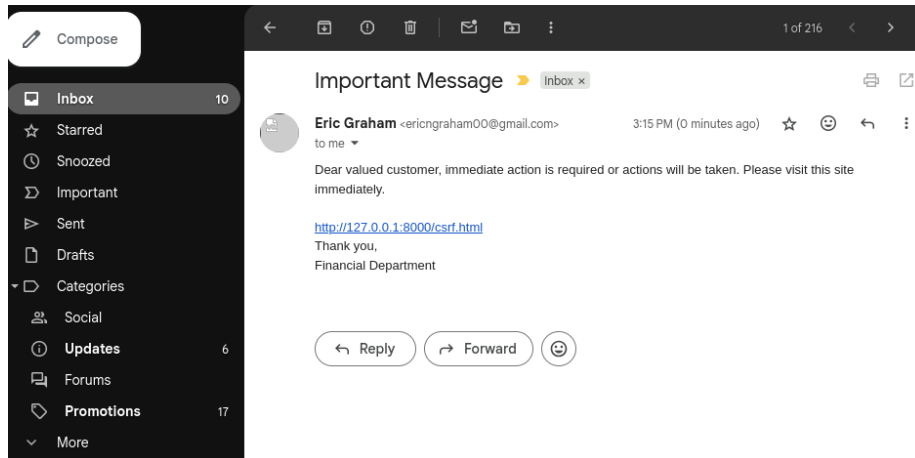 Compose
1 of 216
Important Message Inbox ×
Inbox 10
Starred
Snoozed
Important
Sent
Drafts
Categories
Social
Updates 6
Forums
Promotions 17
More
Eric Graham <ericngraham00@gmail.com> 3:15 PM (0 minutes ago)
to me
Dear valued customer, immediate action is required or actions will be taken. Please visit this site
immediately.
http://127.0.0.1:8000/csrf.html
Thank you,
Financial Department
Reply Forward